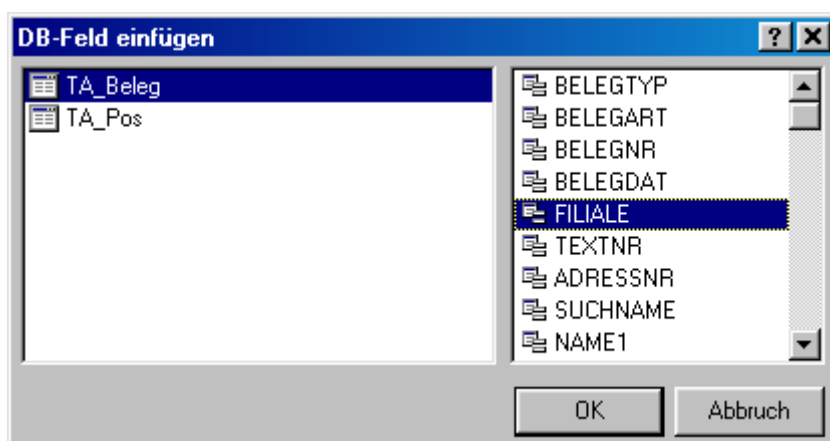 DB-Feld einfügen
TA_Beleg
TA_Pos
BELEGTYP
BELEGART
BELEGNR
BELEGDAT
FILIALE
TEXTNR
ADRESSNR
SUCHNAME
NAME1
OK
Abbruch